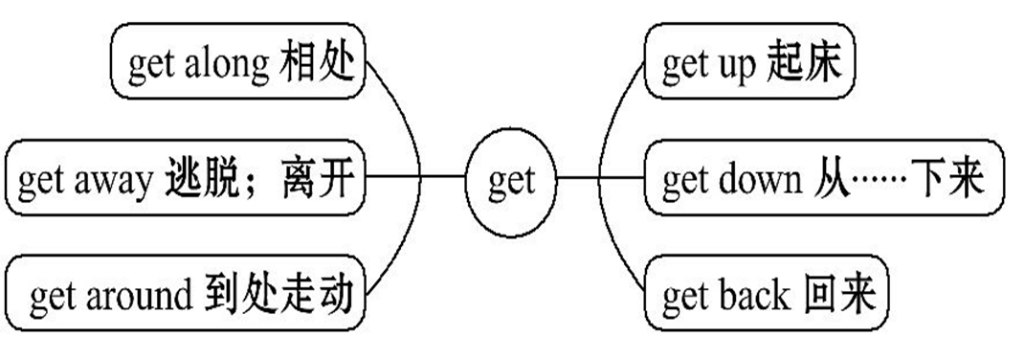 get along 相处
get away 逃脱；离开
get around 到处走动
get
get up 起床
get down 从……下来
get back 回来